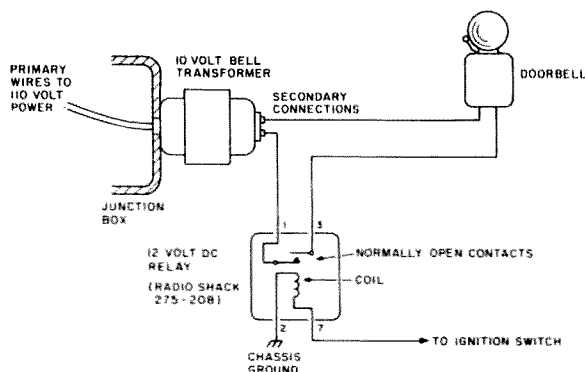 PRIMARY
WIRES TO
110 VOLT
POWER
10 VOLT BELL
TRANSFORMER
SECONDARY
CONNECTIONS
DOORBELL
JUNCTION
BOX
12 VOLT DC
RELAY
(RADIO SHACK
275-208)
1 3
NORMALLY OPEN CONTACTS
COIL
2 7
CHASSIS
GROUND
TO IGNITION SWITCH